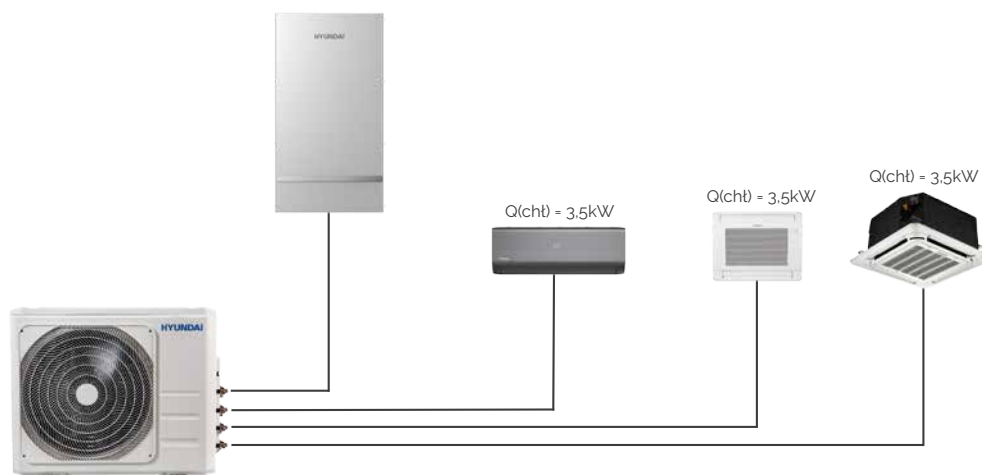 HYUNDAI
Q(chł) = 3,5kW
Q(chł) = 3,5kW
Q(chł) = 3,5kW
HYUNDAI